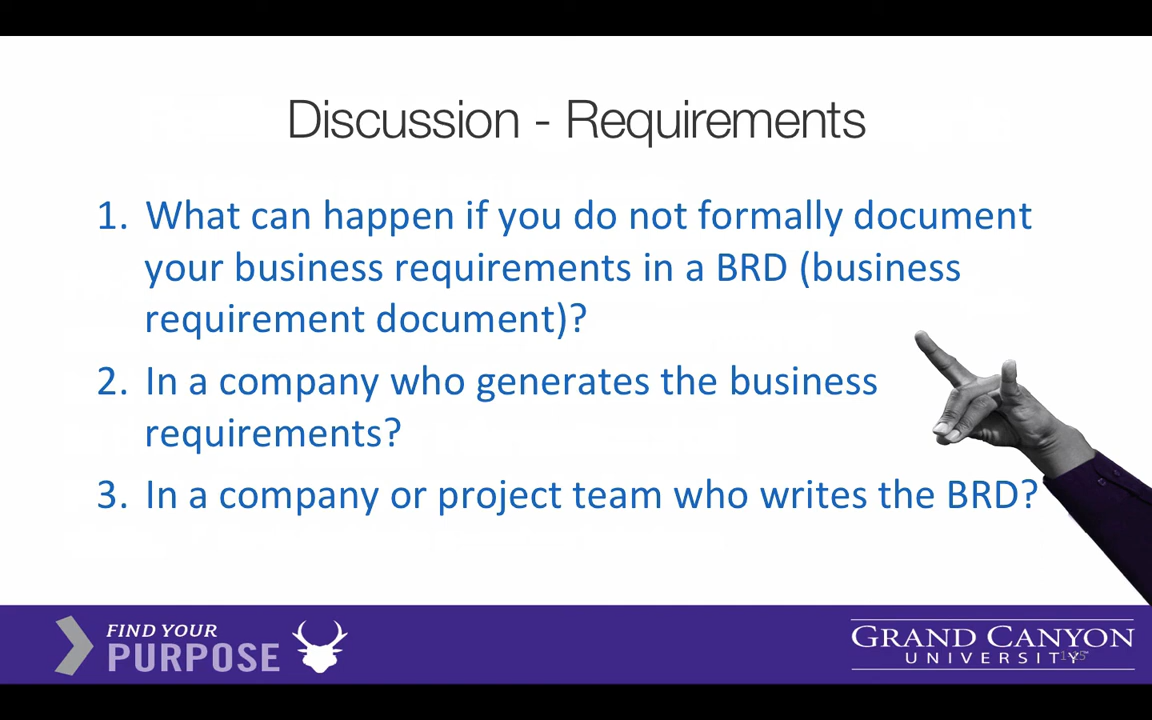 Discussion - Requirements
1. What can happen if you do not formally document
your business requirements in a BRD (business
requirement document)?
2. In a company who generates the business
requirements?
3. In a company or project team who writes the BRD?
FIND YOUR
PURPOSE
GRAND CANYON
UNIVERSITY